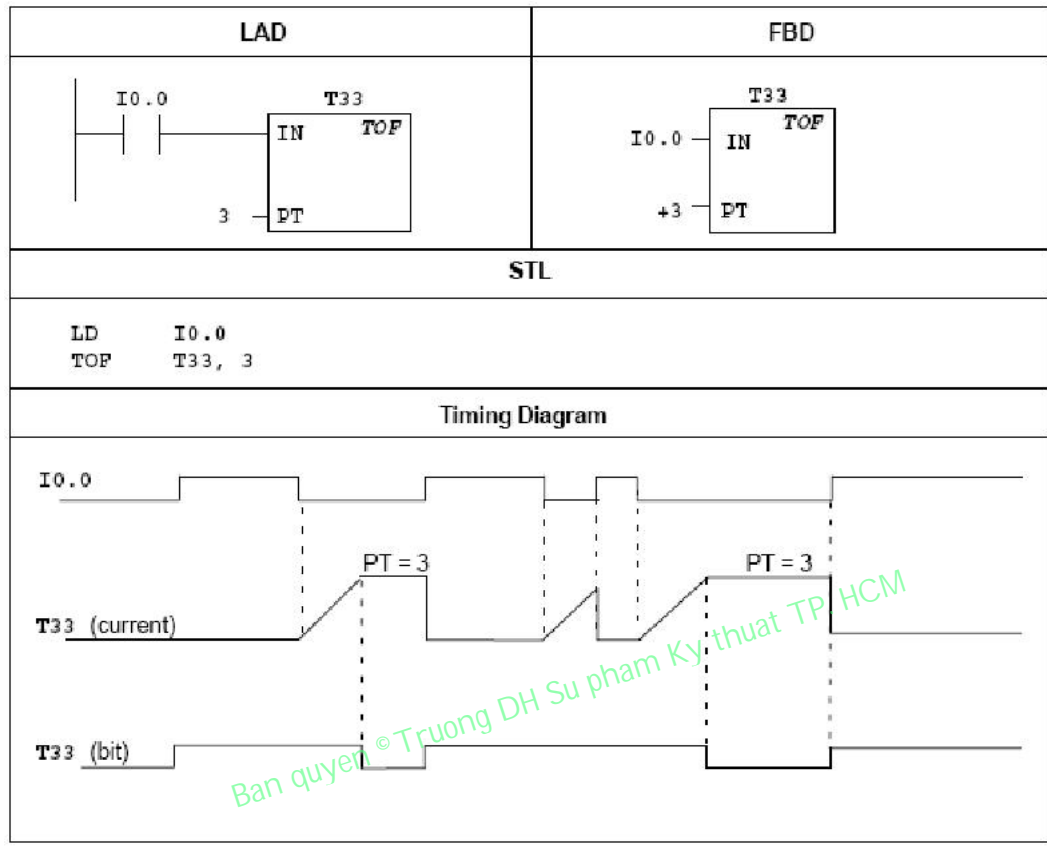 LAD
FBD
I0.0
T33
IN TOF
3 PT
T33
TOF
I0.0 IN
+3 PT
STL
LD I0.0
TOF T33, 3
Timing Diagram
I0.0
PT = 3
PT = 3
T33 (current)
T33 (bit)
Ban quyen © Truong DH Su pham Ky thuat TP. HCM